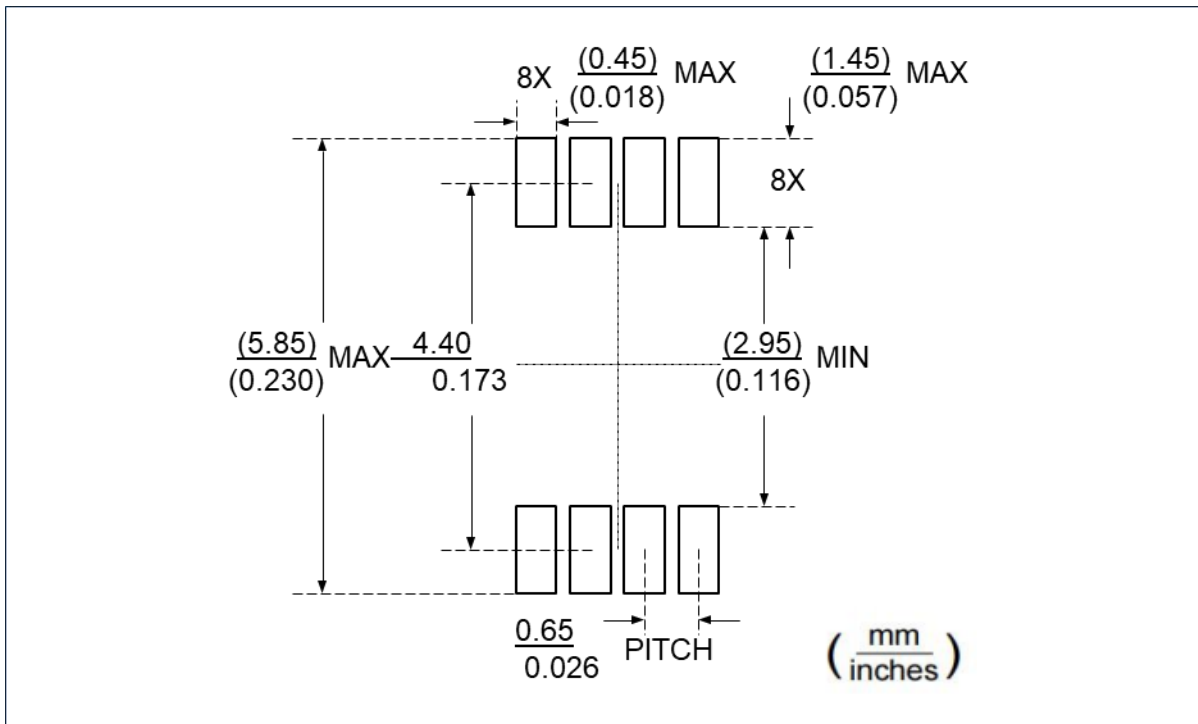 8X (0.45) MAX
(0.018)
(1.45) MAX
(0.057)
8X
(5.85) MAX
(0.230)
4.40
0.173
(2.95) MIN
(0.116)
0.65
0.026
PITCH
(mm
inches)